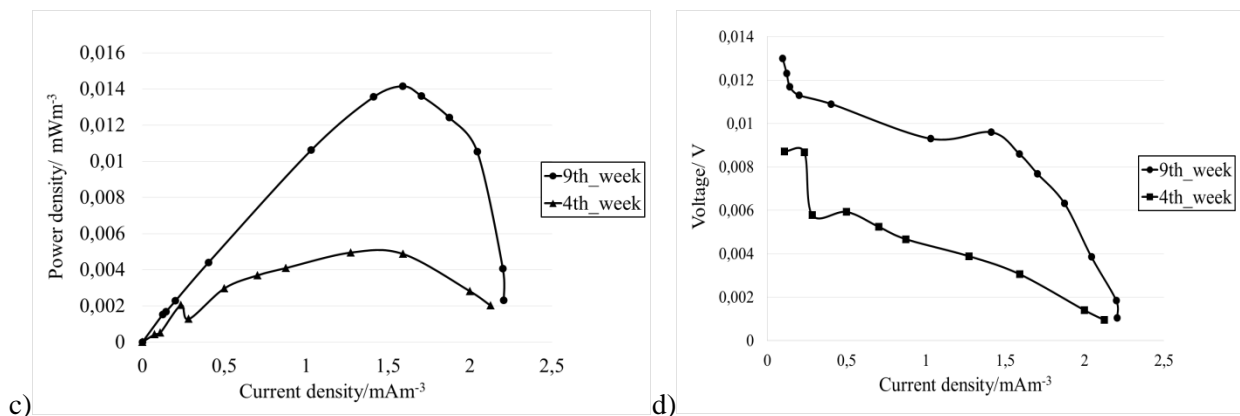 c)
Power density/ mWm⁻³
0,016
0,014
0,012
0,01
0,008
0,006
0,004
0,002
0
0 0,5 1 1,5 2 2,5
Current density/mAm⁻³
9th_week
4th_week
d)
Voltage/ V
0,014
0,012
0,01
0,008
0,006
0,004
0,002
0
0 0,5 1 1,5 2 2,5
Current density/mAm⁻³
9th_week
4th_week